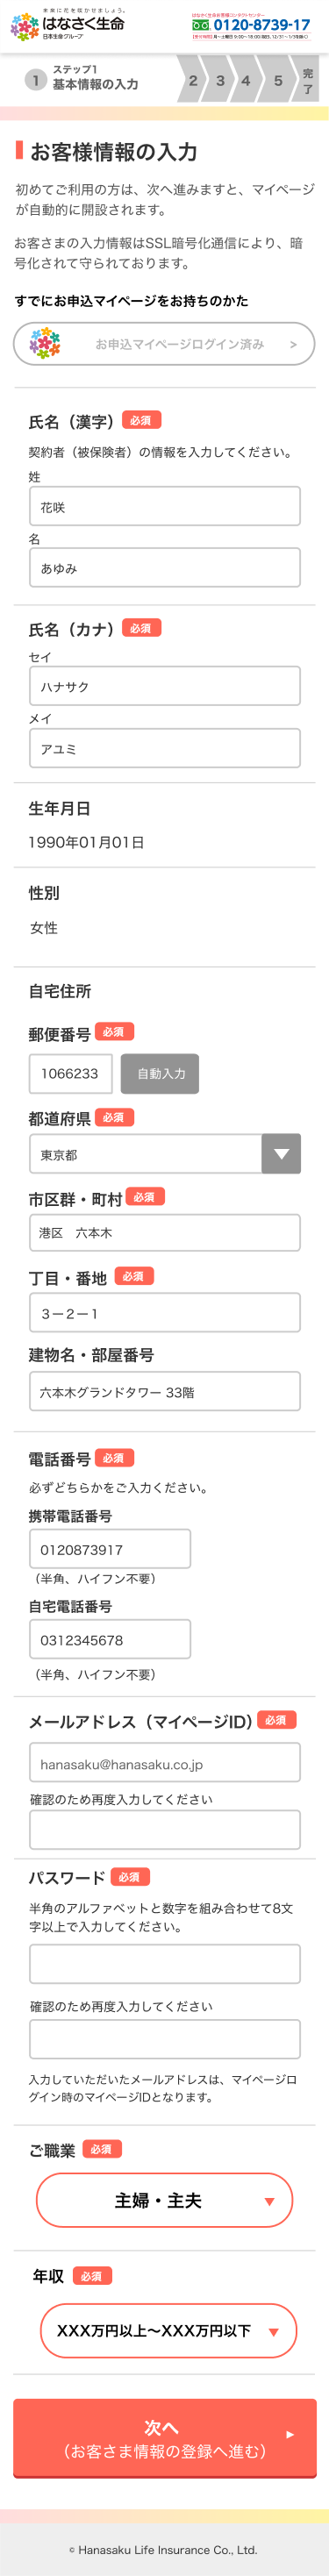 未来に花を咲かせましょう。
はなさく生命
日本生命グループ
はなさく生命お客様コンタクトセンター
0120-8739-17
1
ステップ1
基本情報の入力
2
3
4
5
完了
お客様情報の入力
初めてご利用の方は、次へ進みますと、マイページ
が自動的に開設されます。
お客さまの入力情報はSSL暗号化通信により、暗
号化されて守られております。
すでにお申込マイページをお持ちのかた
お申込マイページログイン済み >
氏名（漢字） 必須
契約者（被保険者）の情報を入力してください。
姓
花咲
名
あゆみ
氏名（カナ） 必須
セイ
ハナサク
メイ
アユミ
生年月日
1990年01月01日
性別
女性
自宅住所
郵便番号 必須
1066233 自動入力
都道府県 必須
東京都
市区群・町村 必須
港区　六本木
丁目・番地 必須
３－２－１
建物名・部屋番号
六本木グランドタワー 33階
電話番号 必須
必ずどちらかをご入力ください。
携帯電話番号
0120873917
（半角、ハイフン不要）
自宅電話番号
0312345678
（半角、ハイフン不要）
メールアドレス（マイページID） 必須
hanasaku@hanasaku.co.jp
確認のため再度入力してください
パスワード 必須
半角のアルファベットと数字を組み合わせて8文
字以上で入力してください。
確認のため再度入力してください
入力していただいたメールアドレスは、マイページロ
グイン時のマイページIDとなります。
ご職業 必須
主婦・主夫
年収 必須
XXX万円以上〜XXX万円以下
次へ
（お客さま情報の登録へ進む）
© Hanasaku Life Insurance Co., Ltd.